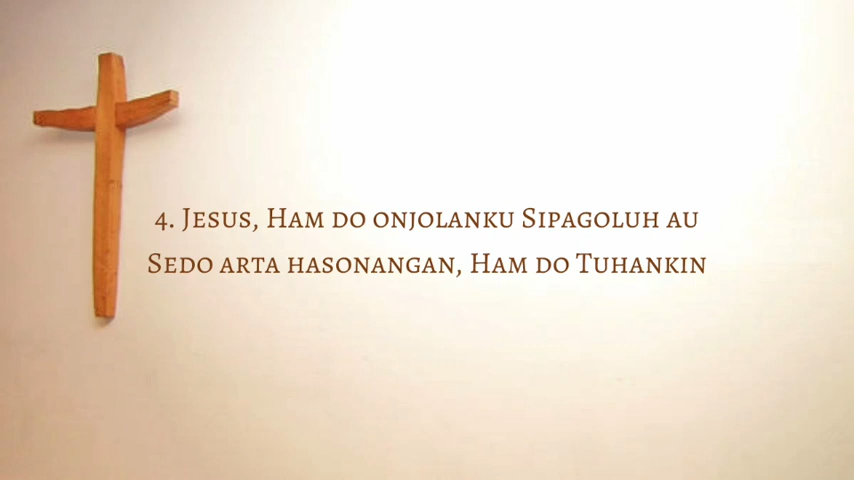 4. Jesus, Ham do onjolanku Sipagoluh au
Sedo arta hasonangan, Ham do Tuhankin